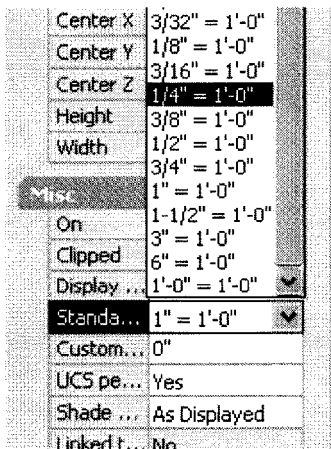 Center X 3/32" = 1'-0"
Center Y 1/8" = 1'-0"
Center Z 3/16" = 1'-0"
1/4" = 1'-0"
Height 3/8" = 1'-0"
Width 1/2" = 1'-0"
3/4" = 1'-0"
1" = 1'-0"
Misc
1-1/2" = 1'-0"
On 3" = 1'-0"
Clipped 6" = 1'-0"
Display ... 1'-0" = 1'-0"
Standa... 1" = 1'-0"
Custom... 0"
UCS pe... Yes
Shade ... As Displayed
Linked t... No